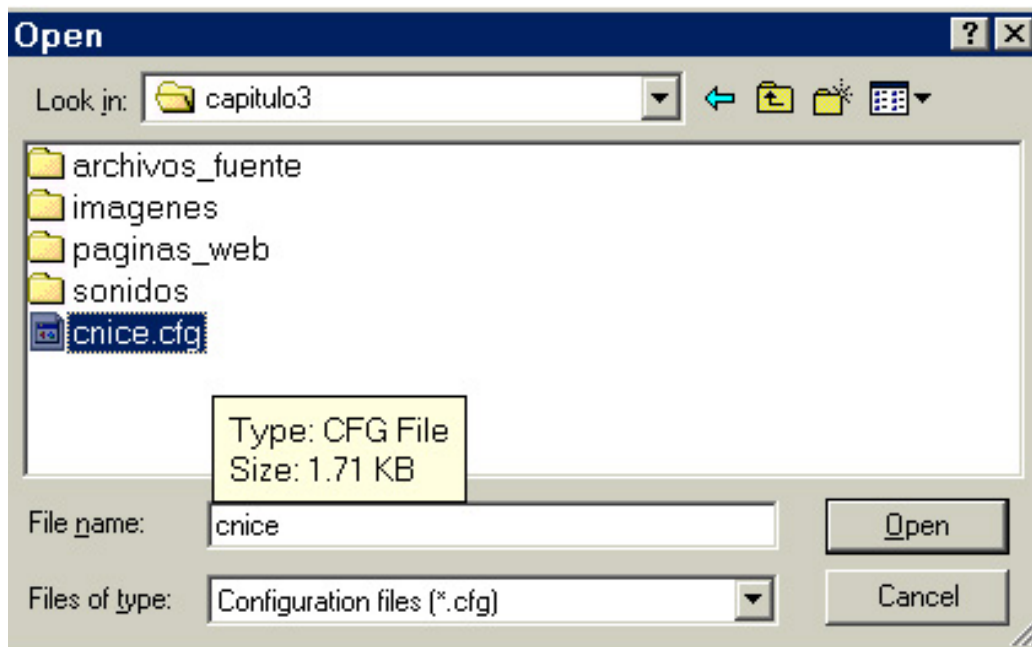 Open
Look in: capitulo3
archivos_fuente
imagenes
paginas_web
sonidos
cnice.cfg
Type: CFG File
Size: 1.71 KB
File name: cnice Open
Files of type: Configuration files (*.cfg) Cancel